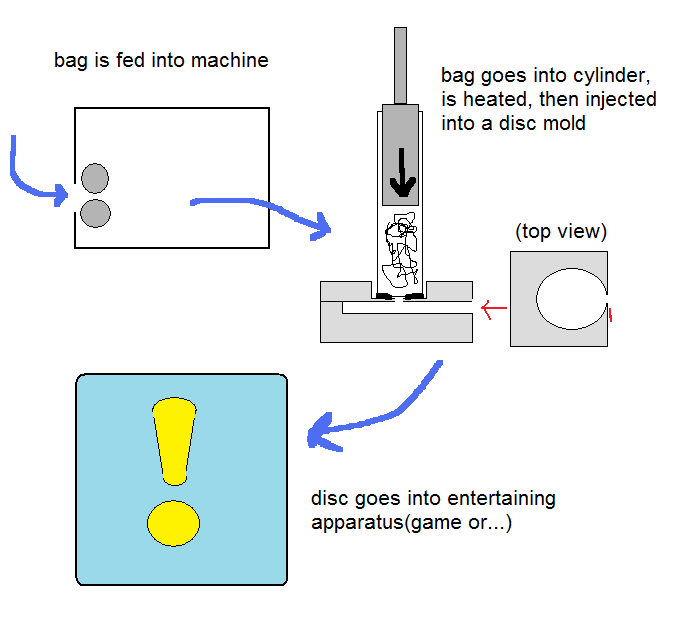 bag is fed into machine
bag goes into cylinder,
is heated, then injected
into a disc mold
(top view)
disc goes into entertaining
apparatus(game or...)